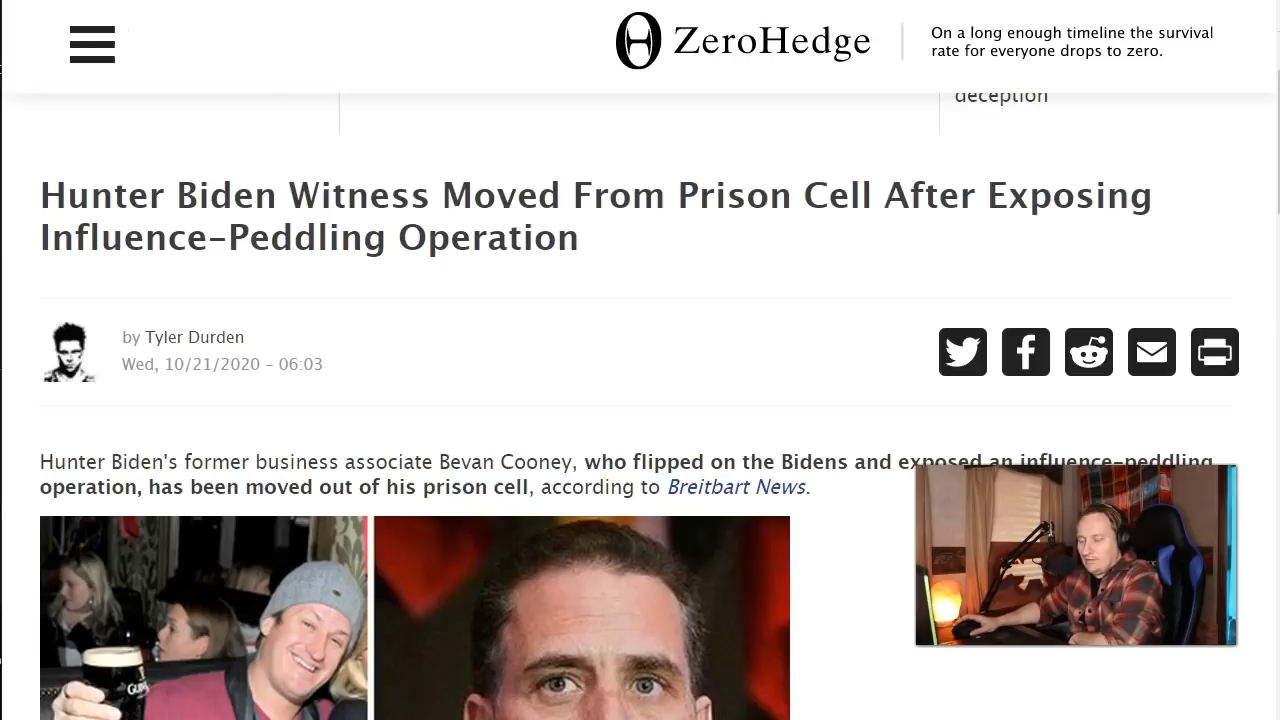 ZeroHedge
On a long enough timeline the survival
rate for everyone drops to zero.
deception
Hunter Biden Witness Moved From Prison Cell After Exposing
Influence-Peddling Operation
by Tyler Durden
Wed, 10/21/2020 - 06:03
Hunter Biden's former business associate Bevan Cooney, who flipped on the Bidens and exposed an influence-peddling
operation, has been moved out of his prison cell, according to Breitbart News.